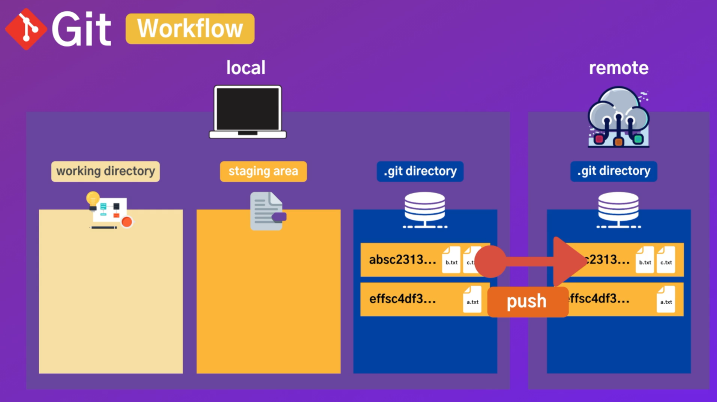 Git Workflow
local
remote
working directory
staging area
.git directory
.git directory
absc2313...
b.txt
c.txt
c2313...
b.txt
c.txt
effsc4df3...
a.txt
push
effsc4df3...
a.txt